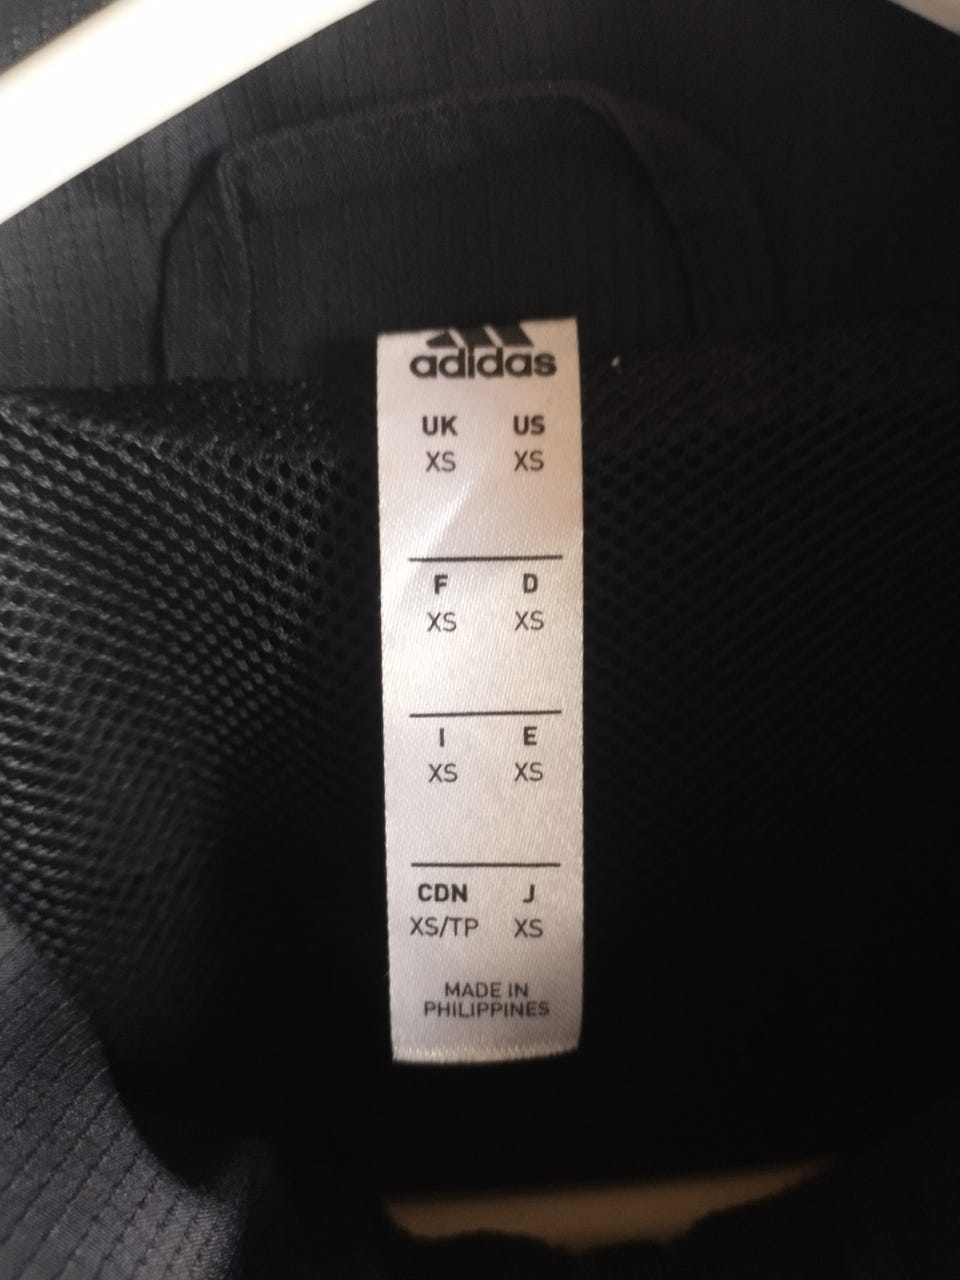 adidas
UK US
XS XS
F D
XS XS
I E
XS XS
CDN J
XS/TP XS
MADE IN
PHILIPPINES